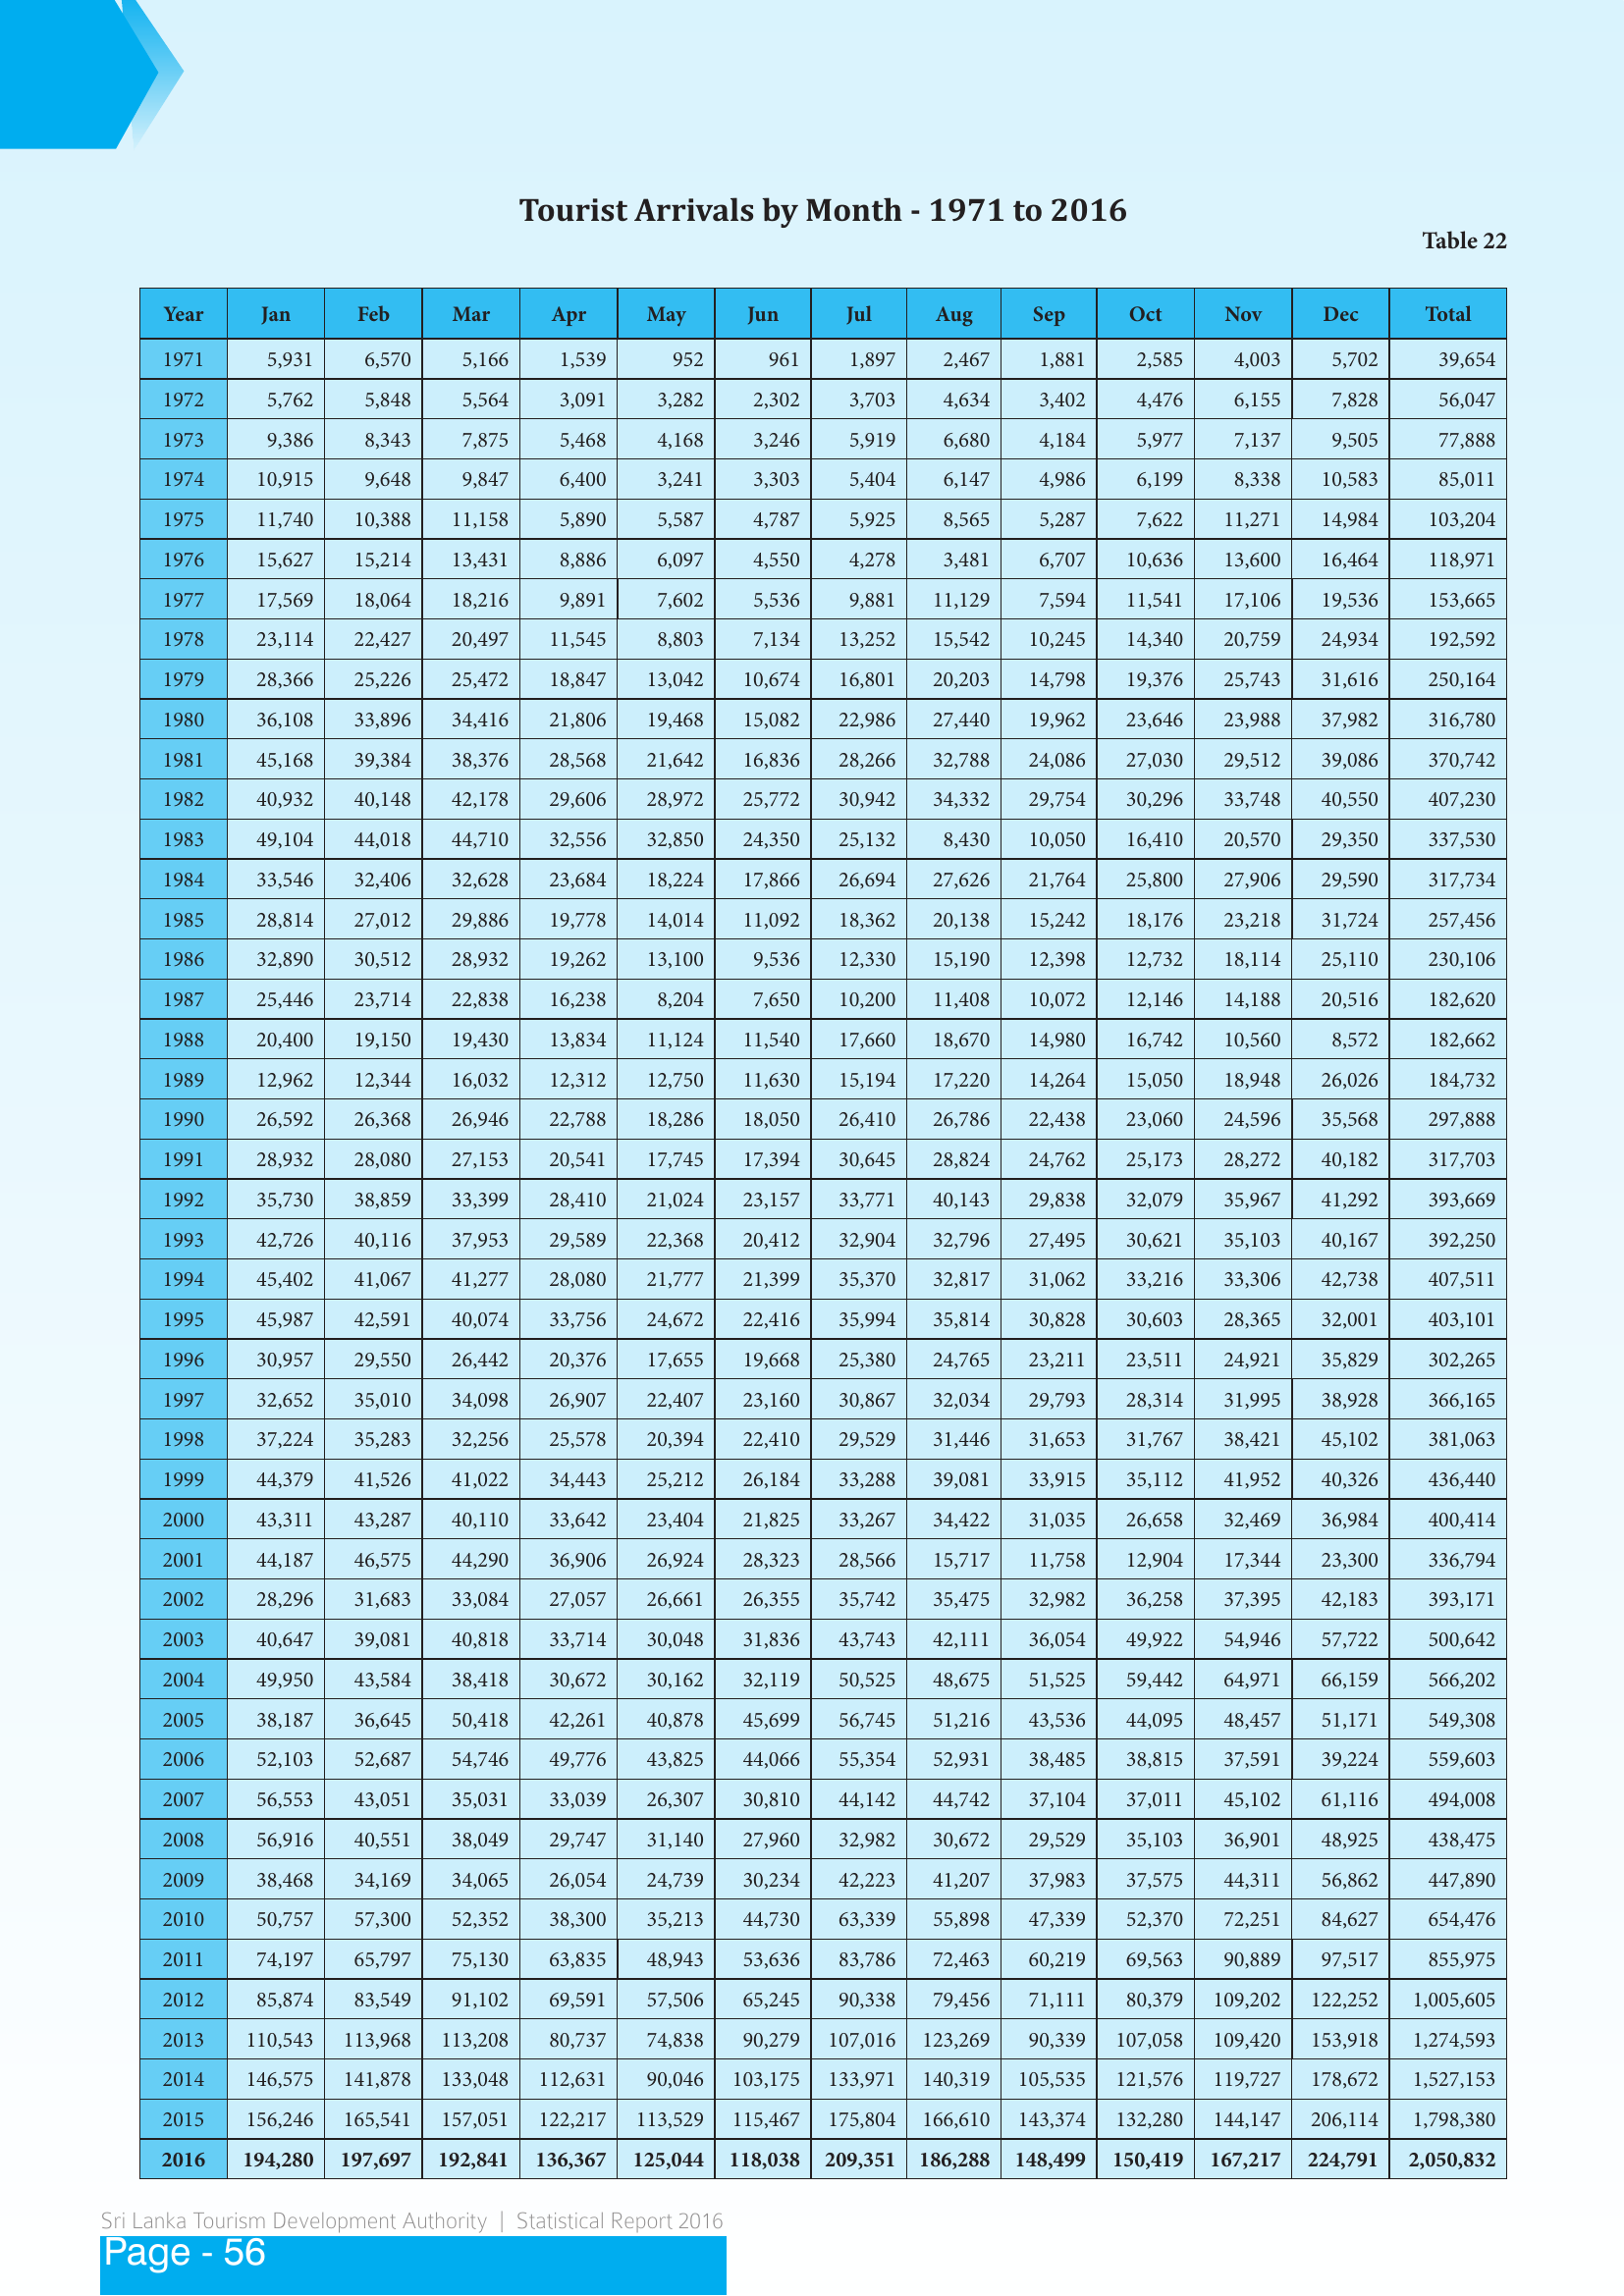 Tourist Arrivals by Month - 1971 to 2016
Table 22
Year Jan Feb Mar Apr May Jun Jul Aug Sep Oct Nov Dec Total
1971 5,931 6,570 5,166 1,539 952 961 1,897 2,467 1,881 2,585 4,003 5,702 39,654
1972 5,762 5,848 5,564 3,091 3,282 2,302 3,703 4,634 3,402 4,476 6,155 7,828 56,047
1973 9,386 8,343 7,875 5,468 4,168 3,246 5,919 6,680 4,184 5,977 7,137 9,505 77,888
1974 10,915 9,648 9,847 6,400 3,241 3,303 5,404 6,147 4,986 6,199 8,338 10,583 85,011
1975 11,740 10,388 11,158 5,890 5,587 4,787 5,925 8,565 5,287 7,622 11,271 14,984 103,204
1976 15,627 15,214 13,431 8,886 6,097 4,550 4,278 3,481 6,707 10,636 13,600 16,464 118,971
1977 17,569 18,064 18,216 9,891 7,602 5,536 9,881 11,129 7,594 11,541 17,106 19,536 153,665
1978 23,114 22,427 20,497 11,545 8,803 7,134 13,252 15,542 10,245 14,340 20,759 24,934 192,592
1979 28,366 25,226 25,472 18,847 13,042 10,674 16,801 20,203 14,798 19,376 25,743 31,616 250,164
1980 36,108 33,896 34,416 21,806 19,468 15,082 22,986 27,440 19,962 23,646 23,988 37,982 316,780
1981 45,168 39,384 38,376 28,568 21,642 16,836 28,266 32,788 24,086 27,030 29,512 39,086 370,742
1982 40,932 40,148 42,178 29,606 28,972 25,772 30,942 34,332 29,754 30,296 33,748 40,550 407,230
1983 49,104 44,018 44,710 32,556 32,850 24,350 25,132 8,430 10,050 16,410 20,570 29,350 337,530
1984 33,546 32,406 32,628 23,684 18,224 17,866 26,694 27,626 21,764 25,800 27,906 29,590 317,734
1985 28,814 27,012 29,886 19,778 14,014 11,092 18,362 20,138 15,242 18,176 23,218 31,724 257,456
1986 32,890 30,512 28,932 19,262 13,100 9,536 12,330 15,190 12,398 12,732 18,114 25,110 230,106
1987 25,446 23,714 22,838 16,238 8,204 7,650 10,200 11,408 10,072 12,146 14,188 20,516 182,620
1988 20,400 19,150 19,430 13,834 11,124 11,540 17,660 18,670 14,980 16,742 10,560 8,572 182,662
1989 12,962 12,344 16,032 12,312 12,750 11,630 15,194 17,220 14,264 15,050 18,948 26,026 184,732
1990 26,592 26,368 26,946 22,788 18,286 18,050 26,410 26,786 22,438 23,060 24,596 35,568 297,888
1991 28,932 28,080 27,153 20,541 17,745 17,394 30,645 28,824 24,762 25,173 28,272 40,182 317,703
1992 35,730 38,859 33,399 28,410 21,024 23,157 33,771 40,143 29,838 32,079 35,967 41,292 393,669
1993 42,726 40,116 37,953 29,589 22,368 20,412 32,904 32,796 27,495 30,621 35,103 40,167 392,250
1994 45,402 41,067 41,277 28,080 21,777 21,399 35,370 32,817 31,062 33,216 33,306 42,738 407,511
1995 45,987 42,591 40,074 33,756 24,672 22,416 35,994 35,814 30,828 30,603 28,365 32,001 403,101
1996 30,957 29,550 26,442 20,376 17,655 19,668 25,380 24,765 23,211 23,511 24,921 35,829 302,265
1997 32,652 35,010 34,098 26,907 22,407 23,160 30,867 32,034 29,793 28,314 31,995 38,928 366,165
1998 37,224 35,283 32,256 25,578 20,394 22,410 29,529 31,446 31,653 31,767 38,421 45,102 381,063
1999 44,379 41,526 41,022 34,443 25,212 26,184 33,288 39,081 33,915 35,112 41,952 40,326 436,440
2000 43,311 43,287 40,110 33,642 23,404 21,825 33,267 34,422 31,035 26,658 32,469 36,984 400,414
2001 44,187 46,575 44,290 36,906 26,924 28,323 28,566 15,717 11,758 12,904 17,344 23,300 336,794
2002 28,296 31,683 33,084 27,057 26,661 26,355 35,742 35,475 32,982 36,258 37,395 42,183 393,171
2003 40,647 39,081 40,818 33,714 30,048 31,836 43,743 42,111 36,054 49,922 54,946 57,722 500,642
2004 49,950 43,584 38,418 30,672 30,162 32,119 50,525 48,675 51,525 59,442 64,971 66,159 566,202
2005 38,187 36,645 50,418 42,261 40,878 45,699 56,745 51,216 43,536 44,095 48,457 51,171 549,308
2006 52,103 52,687 54,746 49,776 43,825 44,066 55,354 52,931 38,485 38,815 37,591 39,224 559,603
2007 56,553 43,051 35,031 33,039 26,307 30,810 44,142 44,742 37,104 37,011 45,102 61,116 494,008
2008 56,916 40,551 38,049 29,747 31,140 27,960 32,982 30,672 29,529 35,103 36,901 48,925 438,475
2009 38,468 34,169 34,065 26,054 24,739 30,234 42,223 41,207 37,983 37,575 44,311 56,862 447,890
2010 50,757 57,300 52,352 38,300 35,213 44,730 63,339 55,898 47,339 52,370 72,251 84,627 654,476
2011 74,197 65,797 75,130 63,835 48,943 53,636 83,786 72,463 60,219 69,563 90,889 97,517 855,975
2012 85,874 83,549 91,102 69,591 57,506 65,245 90,338 79,456 71,111 80,379 109,202 122,252 1,005,605
2013 110,543 113,968 113,208 80,737 74,838 90,279 107,016 123,269 90,339 107,058 109,420 153,918 1,274,593
2014 146,575 141,878 133,048 112,631 90,046 103,175 133,971 140,319 105,535 121,576 119,727 178,672 1,527,153
2015 156,246 165,541 157,051 122,217 113,529 115,467 175,804 166,610 143,374 132,280 144,147 206,114 1,798,380
2016 194,280 197,697 192,841 136,367 125,044 118,038 209,351 186,288 148,499 150,419 167,217 224,791 2,050,832
Sri Lanka Tourism Development Authority | Statistical Report 2016
Page - 56